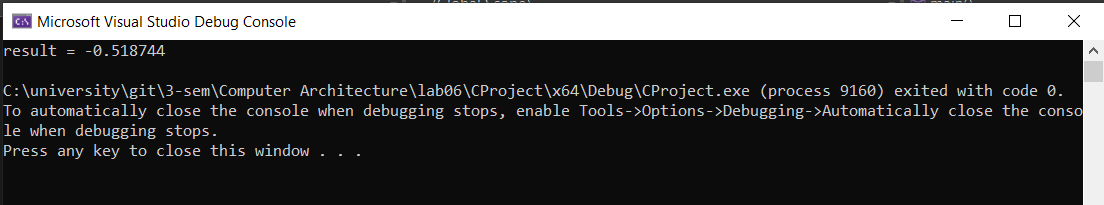 Microsoft Visual Studio Debug Console
result = -0.518744
C:\university\git\3-sem\Computer Architecture\lab06\CProject\x64\Debug\CProject.exe (process 9160) exited with code 0.
To automatically close the console when debugging stops, enable Tools->Options->Debugging->Automatically close the conso
le when debugging stops.
Press any key to close this window . . .